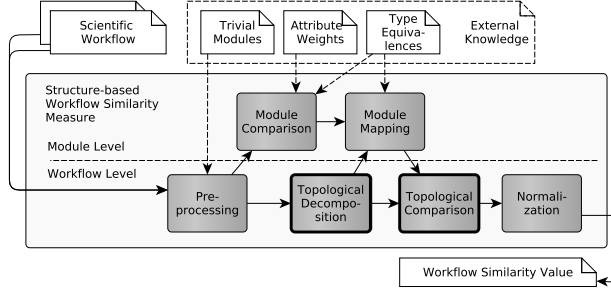 Scientific
Workflow
Trivial
Modules
Attribute
Weights
Type
Equiva-
lences
External
Knowledge
Structure-based
Workflow Similarity
Measure
Module
Comparison
Module
Mapping
Module Level
Workflow Level
Pre-
processing
Topological
Decompo-
sition
Topological
Comparison
Normali-
zation
Workflow Similarity Value